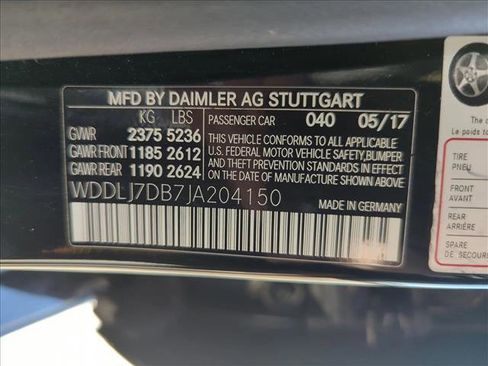 MFD BY DAIMLER AG STUTTGART
KG LBS PASSENGER CAR 040 05/17
GVWR 2375 5236
GAWR FRONT 1185 2612
GAWR REAR 1190 2624
THIS VEHICLE CONFORMS TO ALL APPLICABLE
U.S. FEDERAL MOTOR VEHICLE SAFETY,BUMPER
AND THEFT PREVENTION STANDARDS IN EFFECT
ON THE DATE OF MANUFACTURE SHOWN ABOVE
WDDLJ7DB7JA204150
MADE IN GERMANY
The c
Le poids
TIRE
PNEU
FRONT
AVANT
REAR
ARRIÈRE
SPARE
DE SECOURS